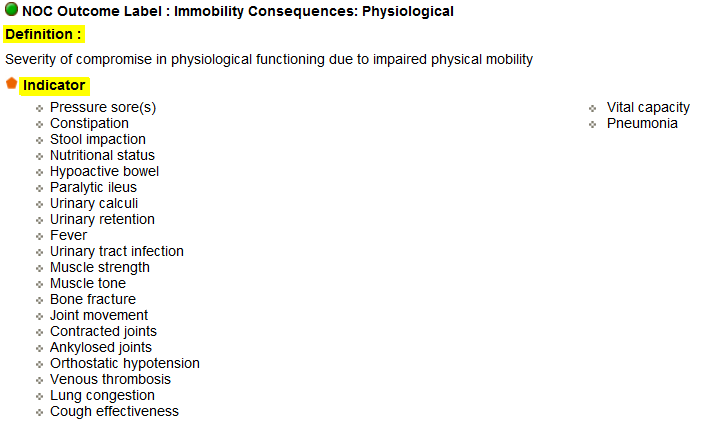 NOC Outcome Label : Immobility Consequences: Physiological
Definition :
Severity of compromise in physiological functioning due to impaired physical mobility
Indicator
Pressure sore(s)
Constipation
Stool impaction
Nutritional status
Hypoactive bowel
Paralytic ileus
Urinary calculi
Urinary retention
Fever
Urinary tract infection
Muscle strength
Muscle tone
Bone fracture
Joint movement
Contracted joints
Ankylosed joints
Orthostatic hypotension
Venous thrombosis
Lung congestion
Cough effectiveness
Vital capacity
Pneumonia